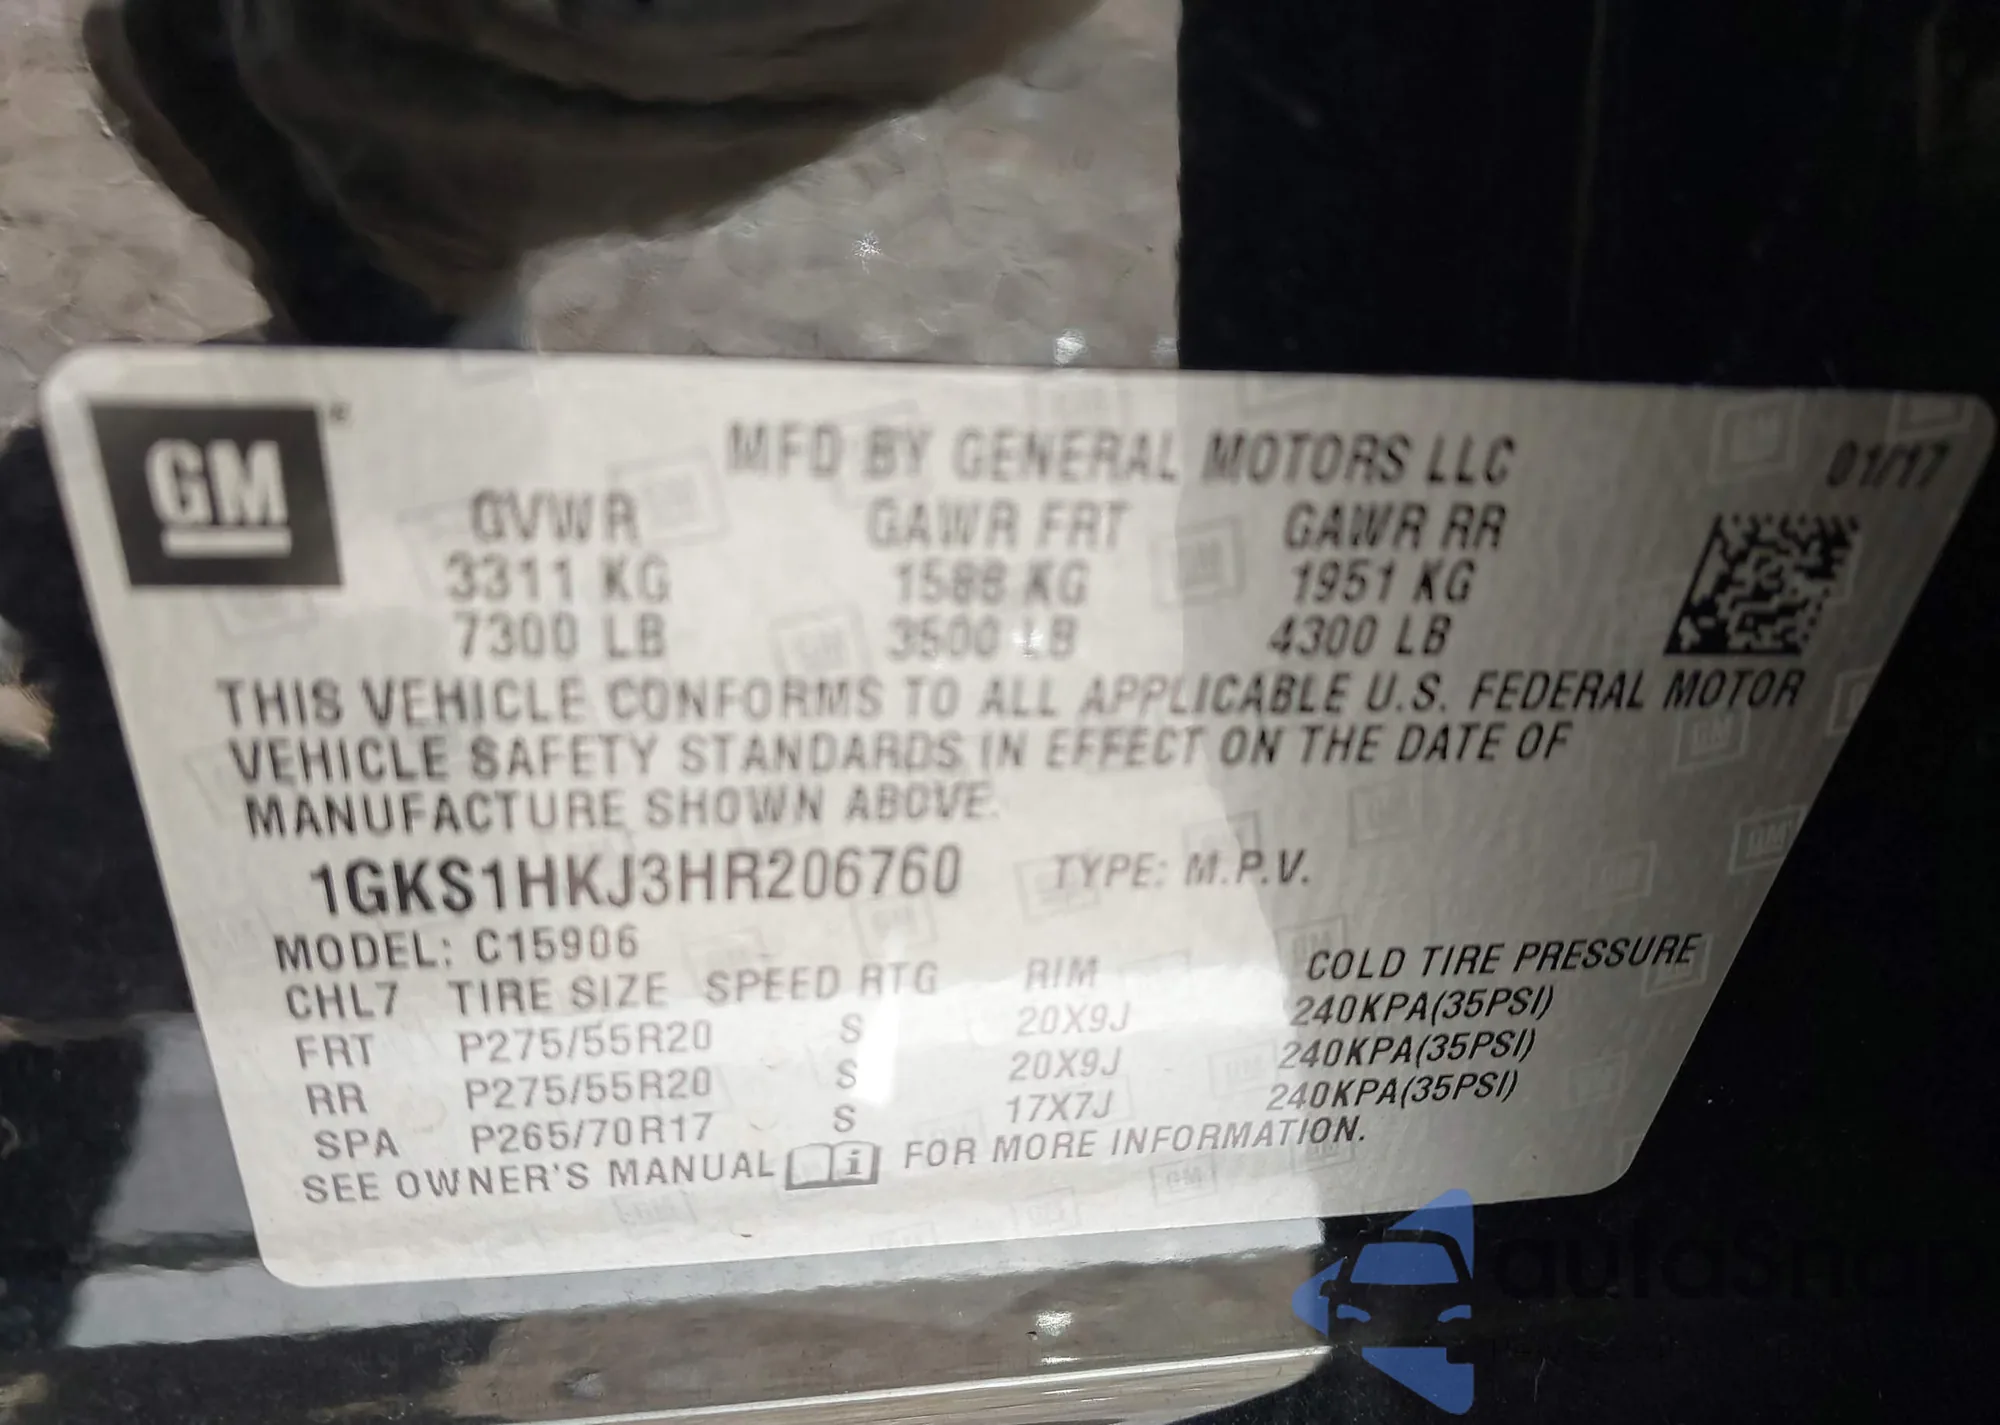 GM
MFD BY GENERAL MOTORS LLC 01/17
GVWR GAWR FRT GAWR RR
3311 KG 1588 KG 1951 KG
7300 LB 3500 LB 4300 LB
THIS VEHICLE CONFORMS TO ALL APPLICABLE U.S. FEDERAL MOTOR
VEHICLE SAFETY STANDARDS IN EFFECT ON THE DATE OF
MANUFACTURE SHOWN ABOVE.
1GKS1HKJ3HR206760 TYPE: M.P.V.
MODEL: C15906
CHL7 TIRE SIZE SPEED RTG RIM COLD TIRE PRESSURE
FRT P275/55R20 S 20X9J 240KPA(35PSI)
RR P275/55R20 S 20X9J 240KPA(35PSI)
SPA P265/70R17 S 17X7J 240KPA(35PSI)
SEE OWNER'S MANUAL i FOR MORE INFORMATION.